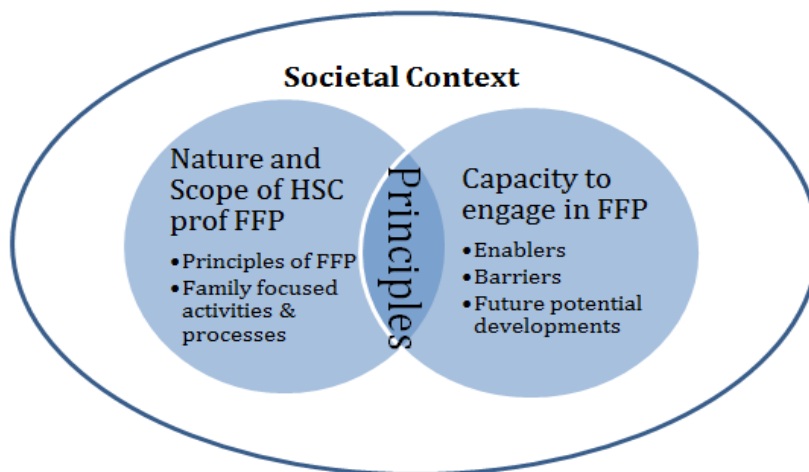 Societal Context
Nature and
Scope of HSC
prof FFP
•Principles of FFP
•Family focused
activities &
processes
Principles
Capacity to
engage in FFP
•Enablers
•Barriers
•Future potential
developments